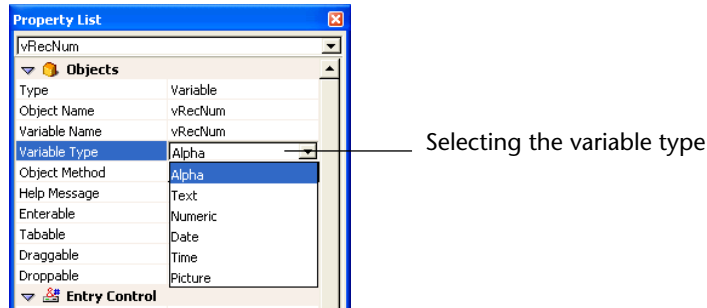 Property List
vRecNum
Objects
Type Variable
Object Name vRecNum
Variable Name vRecNum
Variable Type Alpha
Object Method Alpha
Help Message Text
Enterable Numeric
Tabable Date
Draggable Time
Droppable Picture
Entry Control
Selecting the variable type